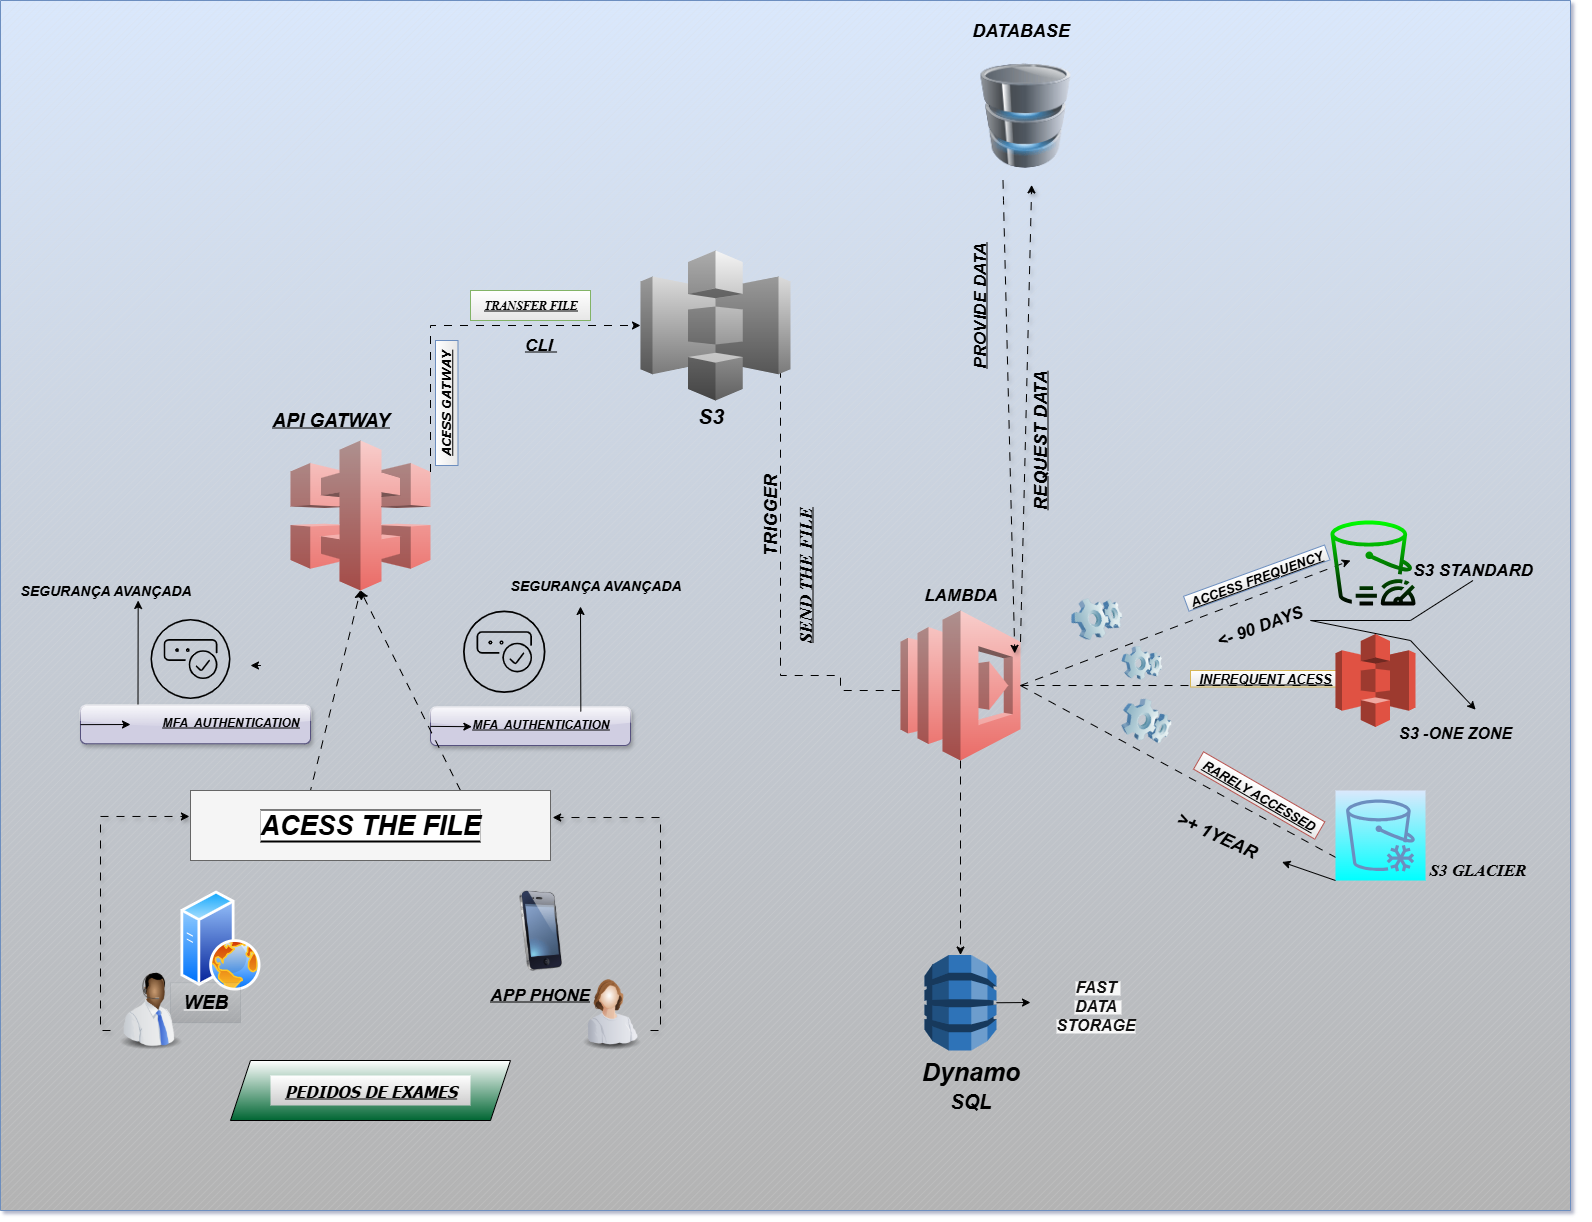 DATABASE
PROVIDE DATA
REQUEST DATA
TRANSFER FILE
CLI
ACESS GATWAY
S3
API GATWAY
TRIGGER
SEND THE FILE
SEGURANÇA AVANÇADA
SEGURANÇA AVANÇADA
MFA AUTHENTICATION
MFA AUTHENTICATION
LAMBDA
ACCESS FREQUENCY
S3 STANDARD
<- 90 DAYS
INFREQUENT ACESS
S3 -ONE ZONE
RARELY ACCESSED
>+ 1YEAR
S3 GLACIER
ACESS THE FILE
WEB
APP PHONE
PEDIDOS DE EXAMES
FAST
DATA
STORAGE
Dynamo
SQL